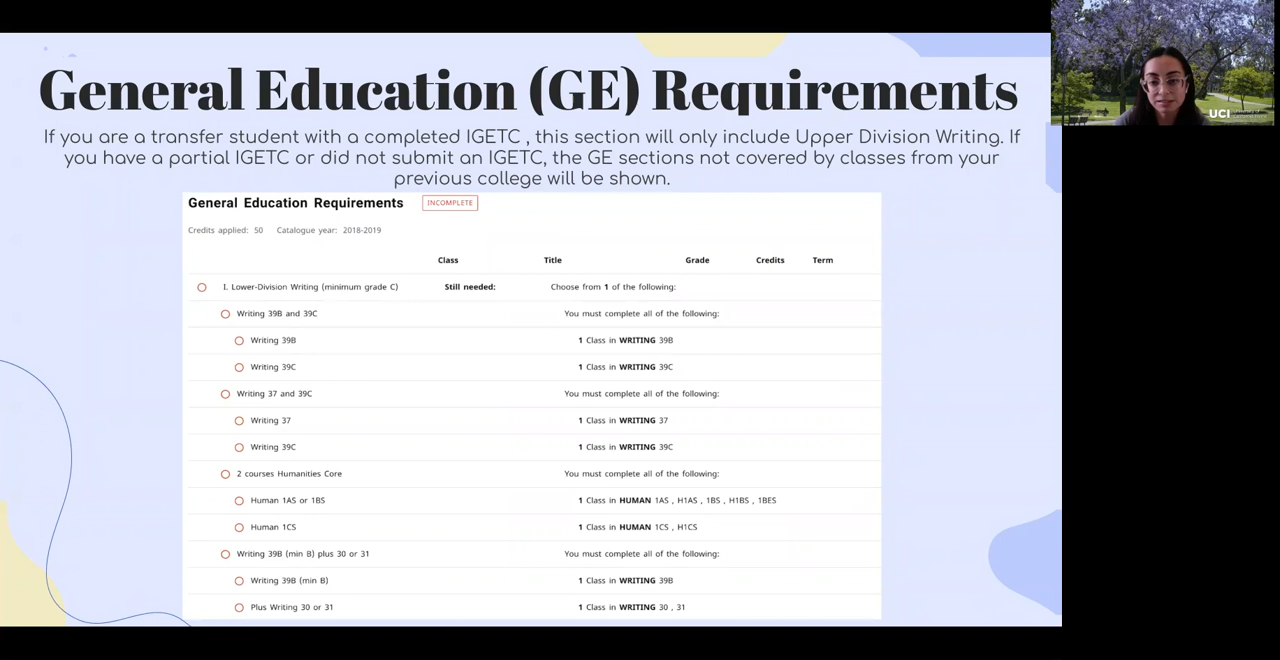 General Education (GE) Requirements
If you are a transfer student with a completed IGETC , this section will only include Upper Division Writing. If
you have a partial IGETC or did not submit an IGETC, the GE sections not covered by classes from your
previous college will be shown.
General Education Requirements INCOMPLETE
Credits applied: 50 Catalogue year: 2018-2019
Class Title Grade Credits Term
I. Lower-Division Writing (minimum grade C) Still needed: Choose from 1 of the following:
Writing 39B and 39C You must complete all of the following:
Writing 39B 1 Class in WRITING 39B
Writing 39C 1 Class in WRITING 39C
Writing 37 and 39C You must complete all of the following:
Writing 37 1 Class in WRITING 37
Writing 39C 1 Class in WRITING 39C
2 courses Humanities Core You must complete all of the following:
Human 1AS or 1BS 1 Class in HUMAN 1AS , H1AS , 1BS , H1BS , 1BES
Human 1CS 1 Class in HUMAN 1CS , H1CS
Writing 39B (min B) plus 30 or 31 You must complete all of the following:
Writing 39B (min B) 1 Class in WRITING 39B
Plus Writing 30 or 31 1 Class in WRITING 30 , 31
UCI